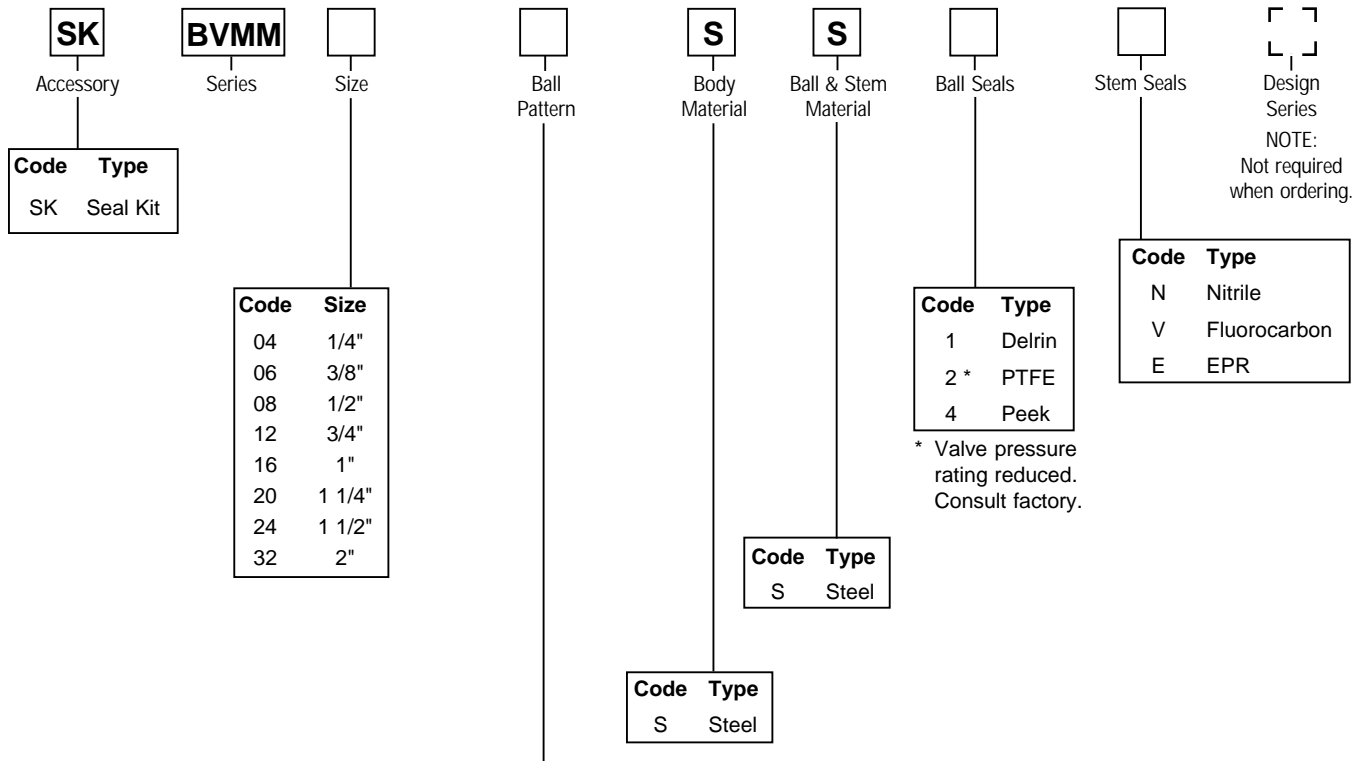 SK BVMM S S
Accessory Series Size Ball Pattern Body Material Ball & Stem Material Ball Seals Stem Seals Design Series
NOTE:
Not required
when ordering.
Code Type
SK Seal Kit
Code Size
04 1/4"
06 3/8"
08 1/2"
12 3/4"
16 1"
20 1 1/4"
24 1 1/2"
32 2"
Code Type
S Steel
Code Type
S Steel
Code Type
1 Delrin
2 * PTFE
4 Peek
* Valve pressure
rating reduced.
Consult factory.
Code Type
N Nitrile
V Fluorocarbon
E EPR